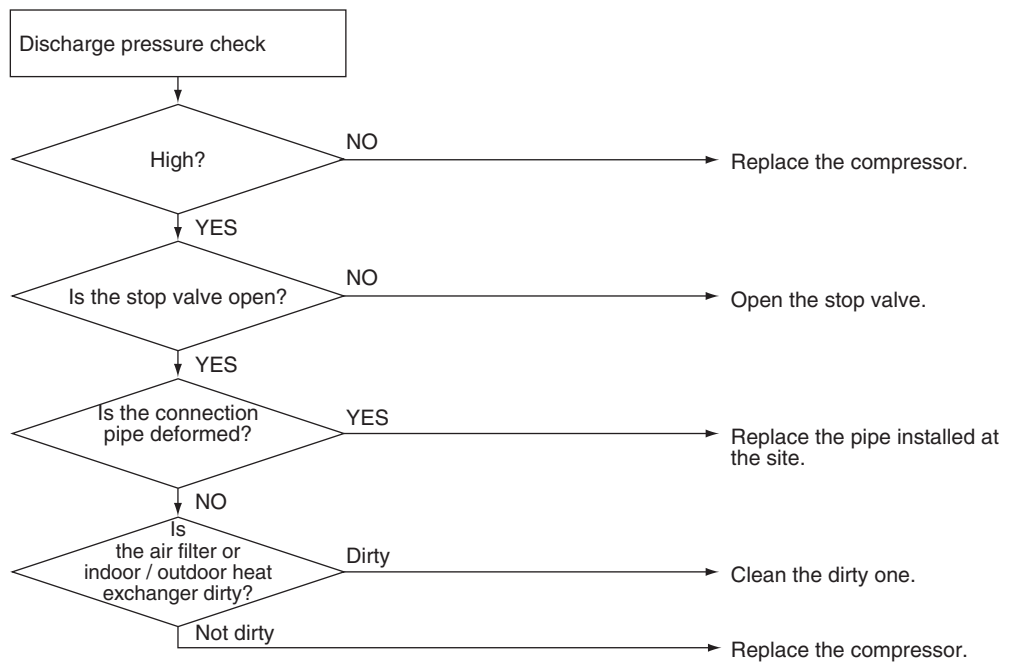 Discharge pressure check
High?
NO
Replace the compressor.
YES
Is the stop valve open?
NO
Open the stop valve.
YES
Is the connection
pipe deformed?
YES
Replace the pipe installed at
the site.
NO
Is
the air filter or
indoor / outdoor heat
exchanger dirty?
Dirty
Clean the dirty one.
Not dirty
Replace the compressor.